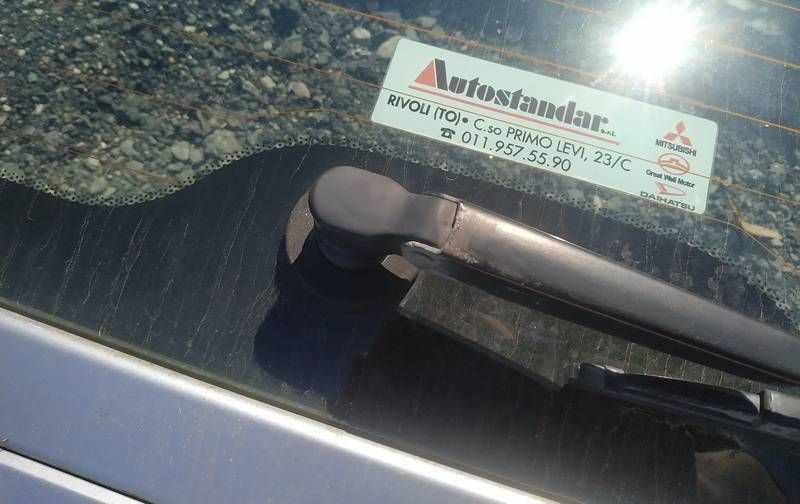 Autostandar s.r.l.
RIVOLI (TO) • C.so PRIMO LEVI, 23/C
☎ 011.957.55.90
MITSUBISHI
Great Wall Motor
DAIHATSU